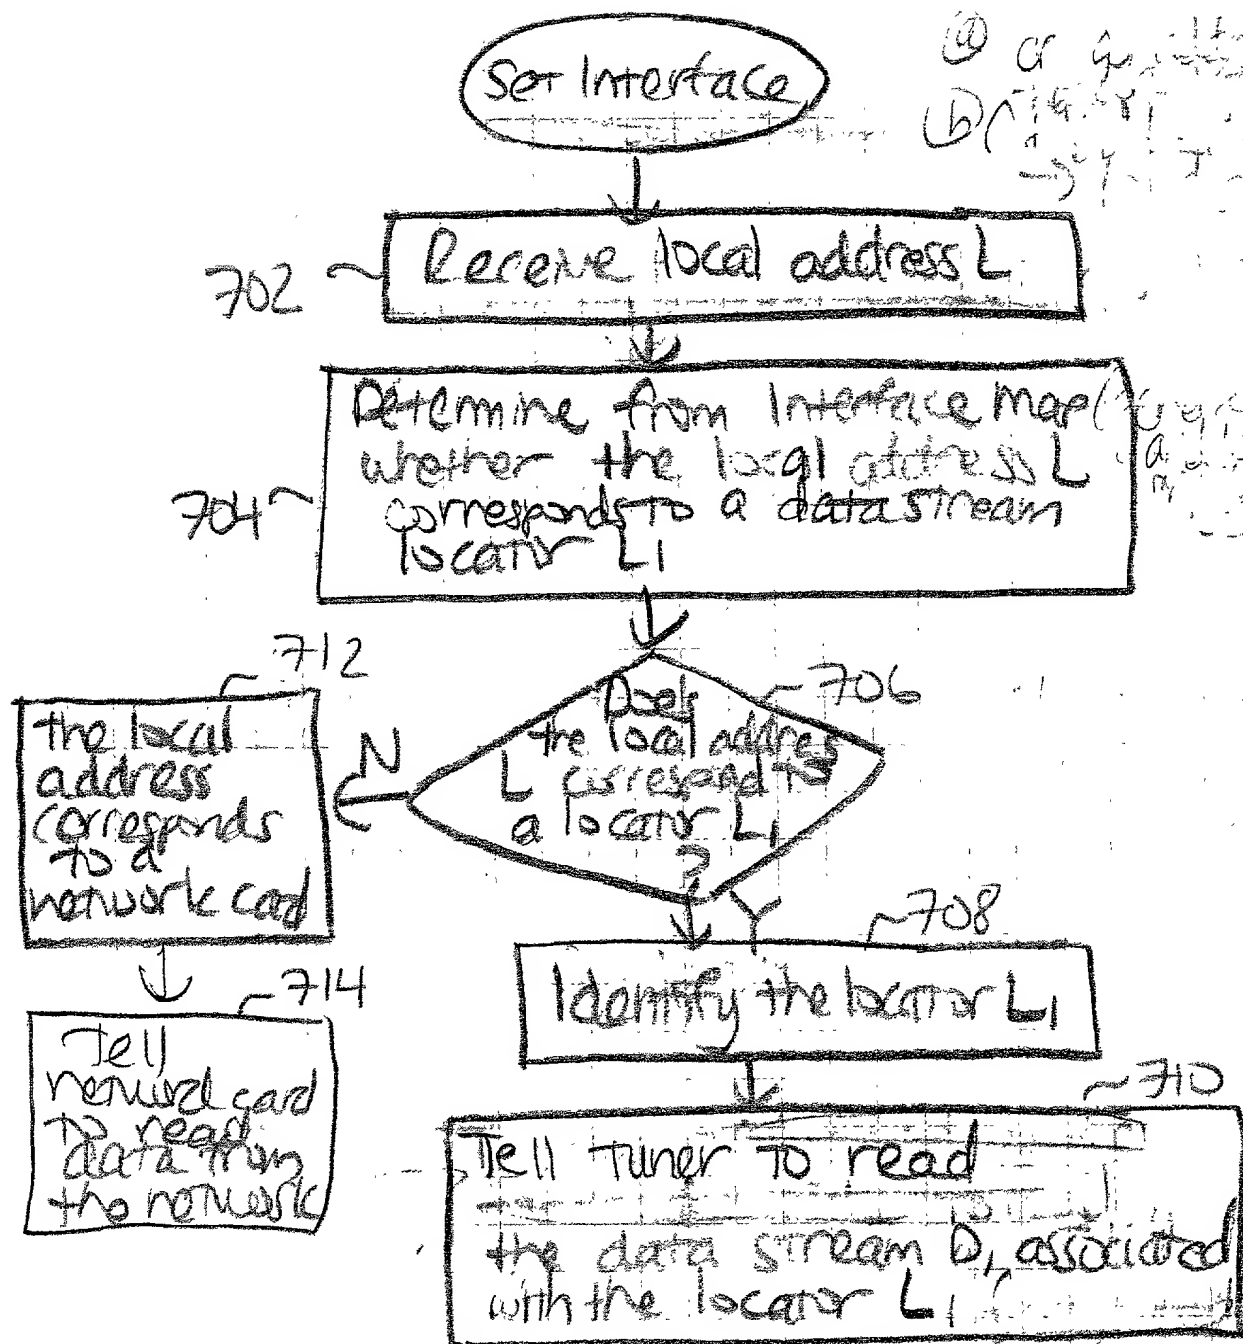 Set Interface
(a)
(b)
702
Receive local address L
704
Determine from Interface Map
whether the local address L
corresponds to a data stream
locator L1
706
Does
the local address
L correspond to
a locator L1
?
N
Y
712
the local
address
corresponds
to a
network card
714
Tell
network card
to read
data from
the network
708
Identify the locator L1
710
Tell tuner to read
the data stream D1 associated
with the locator L1